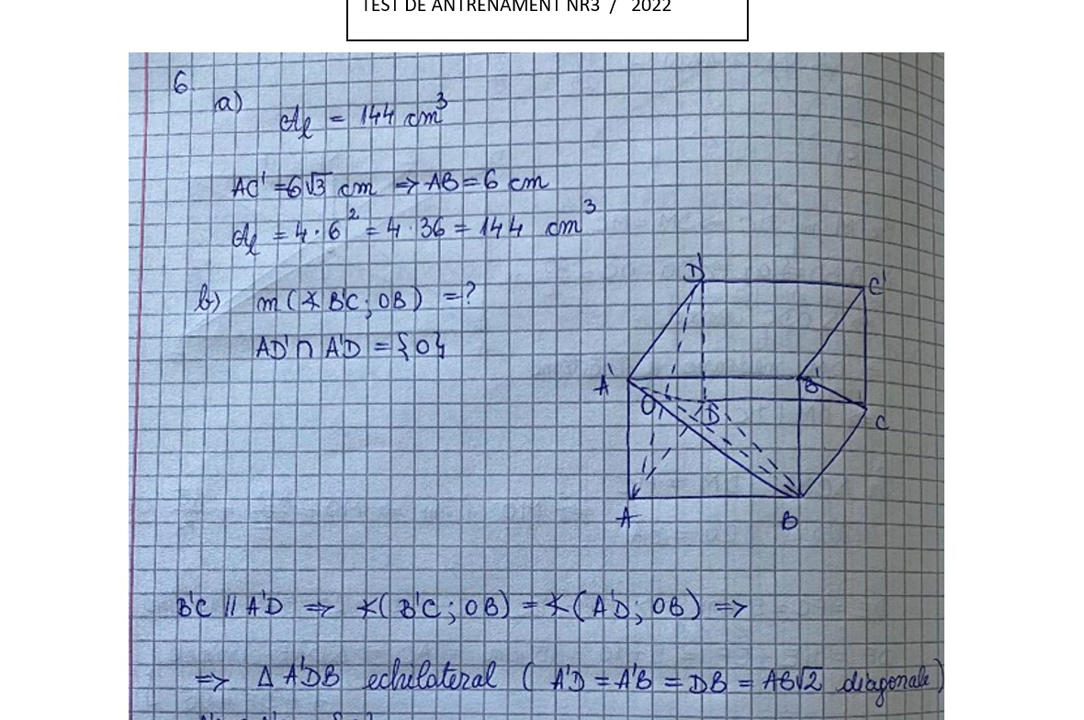 TEST DE ANTRENAMENT NR3 / 2022
6.
a) 𝒜ℓ = 144 cm³
AC' = 6√3 cm ⇒ AB = 6 cm
𝒜ℓ = 4·6² = 4·36 = 144 cm³
b) m(∢B'C; OB) = ?
AD' ∩ A'D = {O}
D' C'
A' B'
O D C
A B
B'C || A'D ⇒ ∢(B'C; OB) = ∢(A'D; OB) ⇒
⇒ Δ A'DB echilateral (A'D = A'B = DB = AB√2 diagonale)